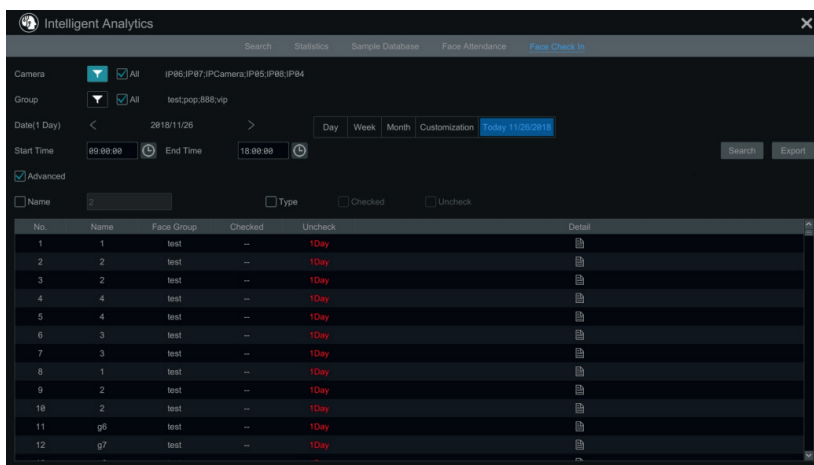 Intelligent Analytics
Search Statistics Sample Database Face Attendance Face Check In
Camera All IP06;IP07;IPCamera;IP05;IP08;IP04
Group All test;pop;888;vip
Date(1 Day) < 2018/11/26 > Day Week Month Customization Today 11/26/2018
Start Time 09:00:00 End Time 18:00:00 Search Export
Advanced
Name 2 Type Checked Uncheck
No. Name Face Group Checked Uncheck Detail
1 1 test -- 1Day
2 2 test -- 1Day
3 2 test -- 1Day
4 4 test -- 1Day
5 4 test -- 1Day
6 3 test -- 1Day
7 3 test -- 1Day
8 1 test -- 1Day
9 2 test -- 1Day
10 2 test -- 1Day
11 g6 test -- 1Day
12 g7 test -- 1Day